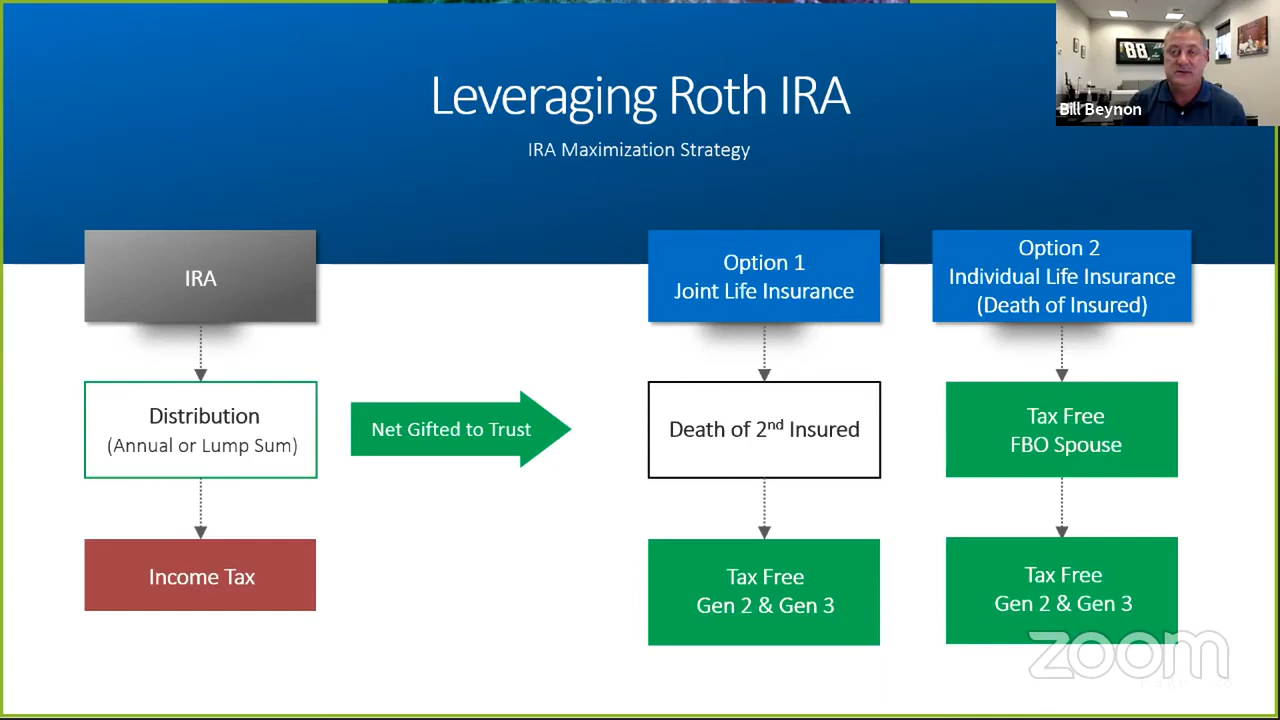 Leveraging Roth IRA
IRA Maximization Strategy
88
Bill Beynon
IRA
Distribution
(Annual or Lump Sum)
Income Tax
Net Gifted to Trust
Option 1
Joint Life Insurance
Death of 2nd Insured
Tax Free
Gen 2 & Gen 3
Option 2
Individual Life Insurance
(Death of Insured)
Tax Free
FBO Spouse
Tax Free
Gen 2 & Gen 3
zoom